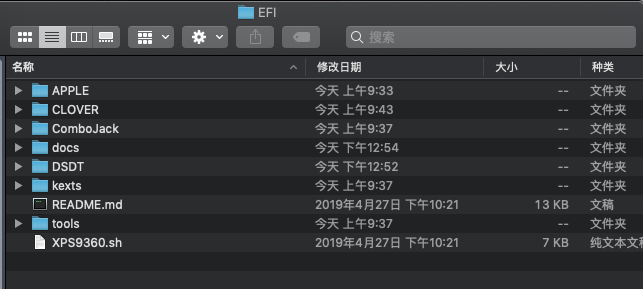 EFI
搜索
名称 修改日期 大小 种类
APPLE 今天 上午9:33 -- 文件夹
CLOVER 今天 上午9:43 -- 文件夹
ComboJack 今天 上午9:37 -- 文件夹
docs 今天 下午12:54 -- 文件夹
DSDT 今天 下午12:52 -- 文件夹
kexts 今天 上午9:37 -- 文件夹
README.md 2019年4月27日 下午10:21 13 KB 文稿
tools 今天 上午9:37 -- 文件夹
XPS9360.sh 2019年4月27日 下午10:21 7 KB 纯文本文